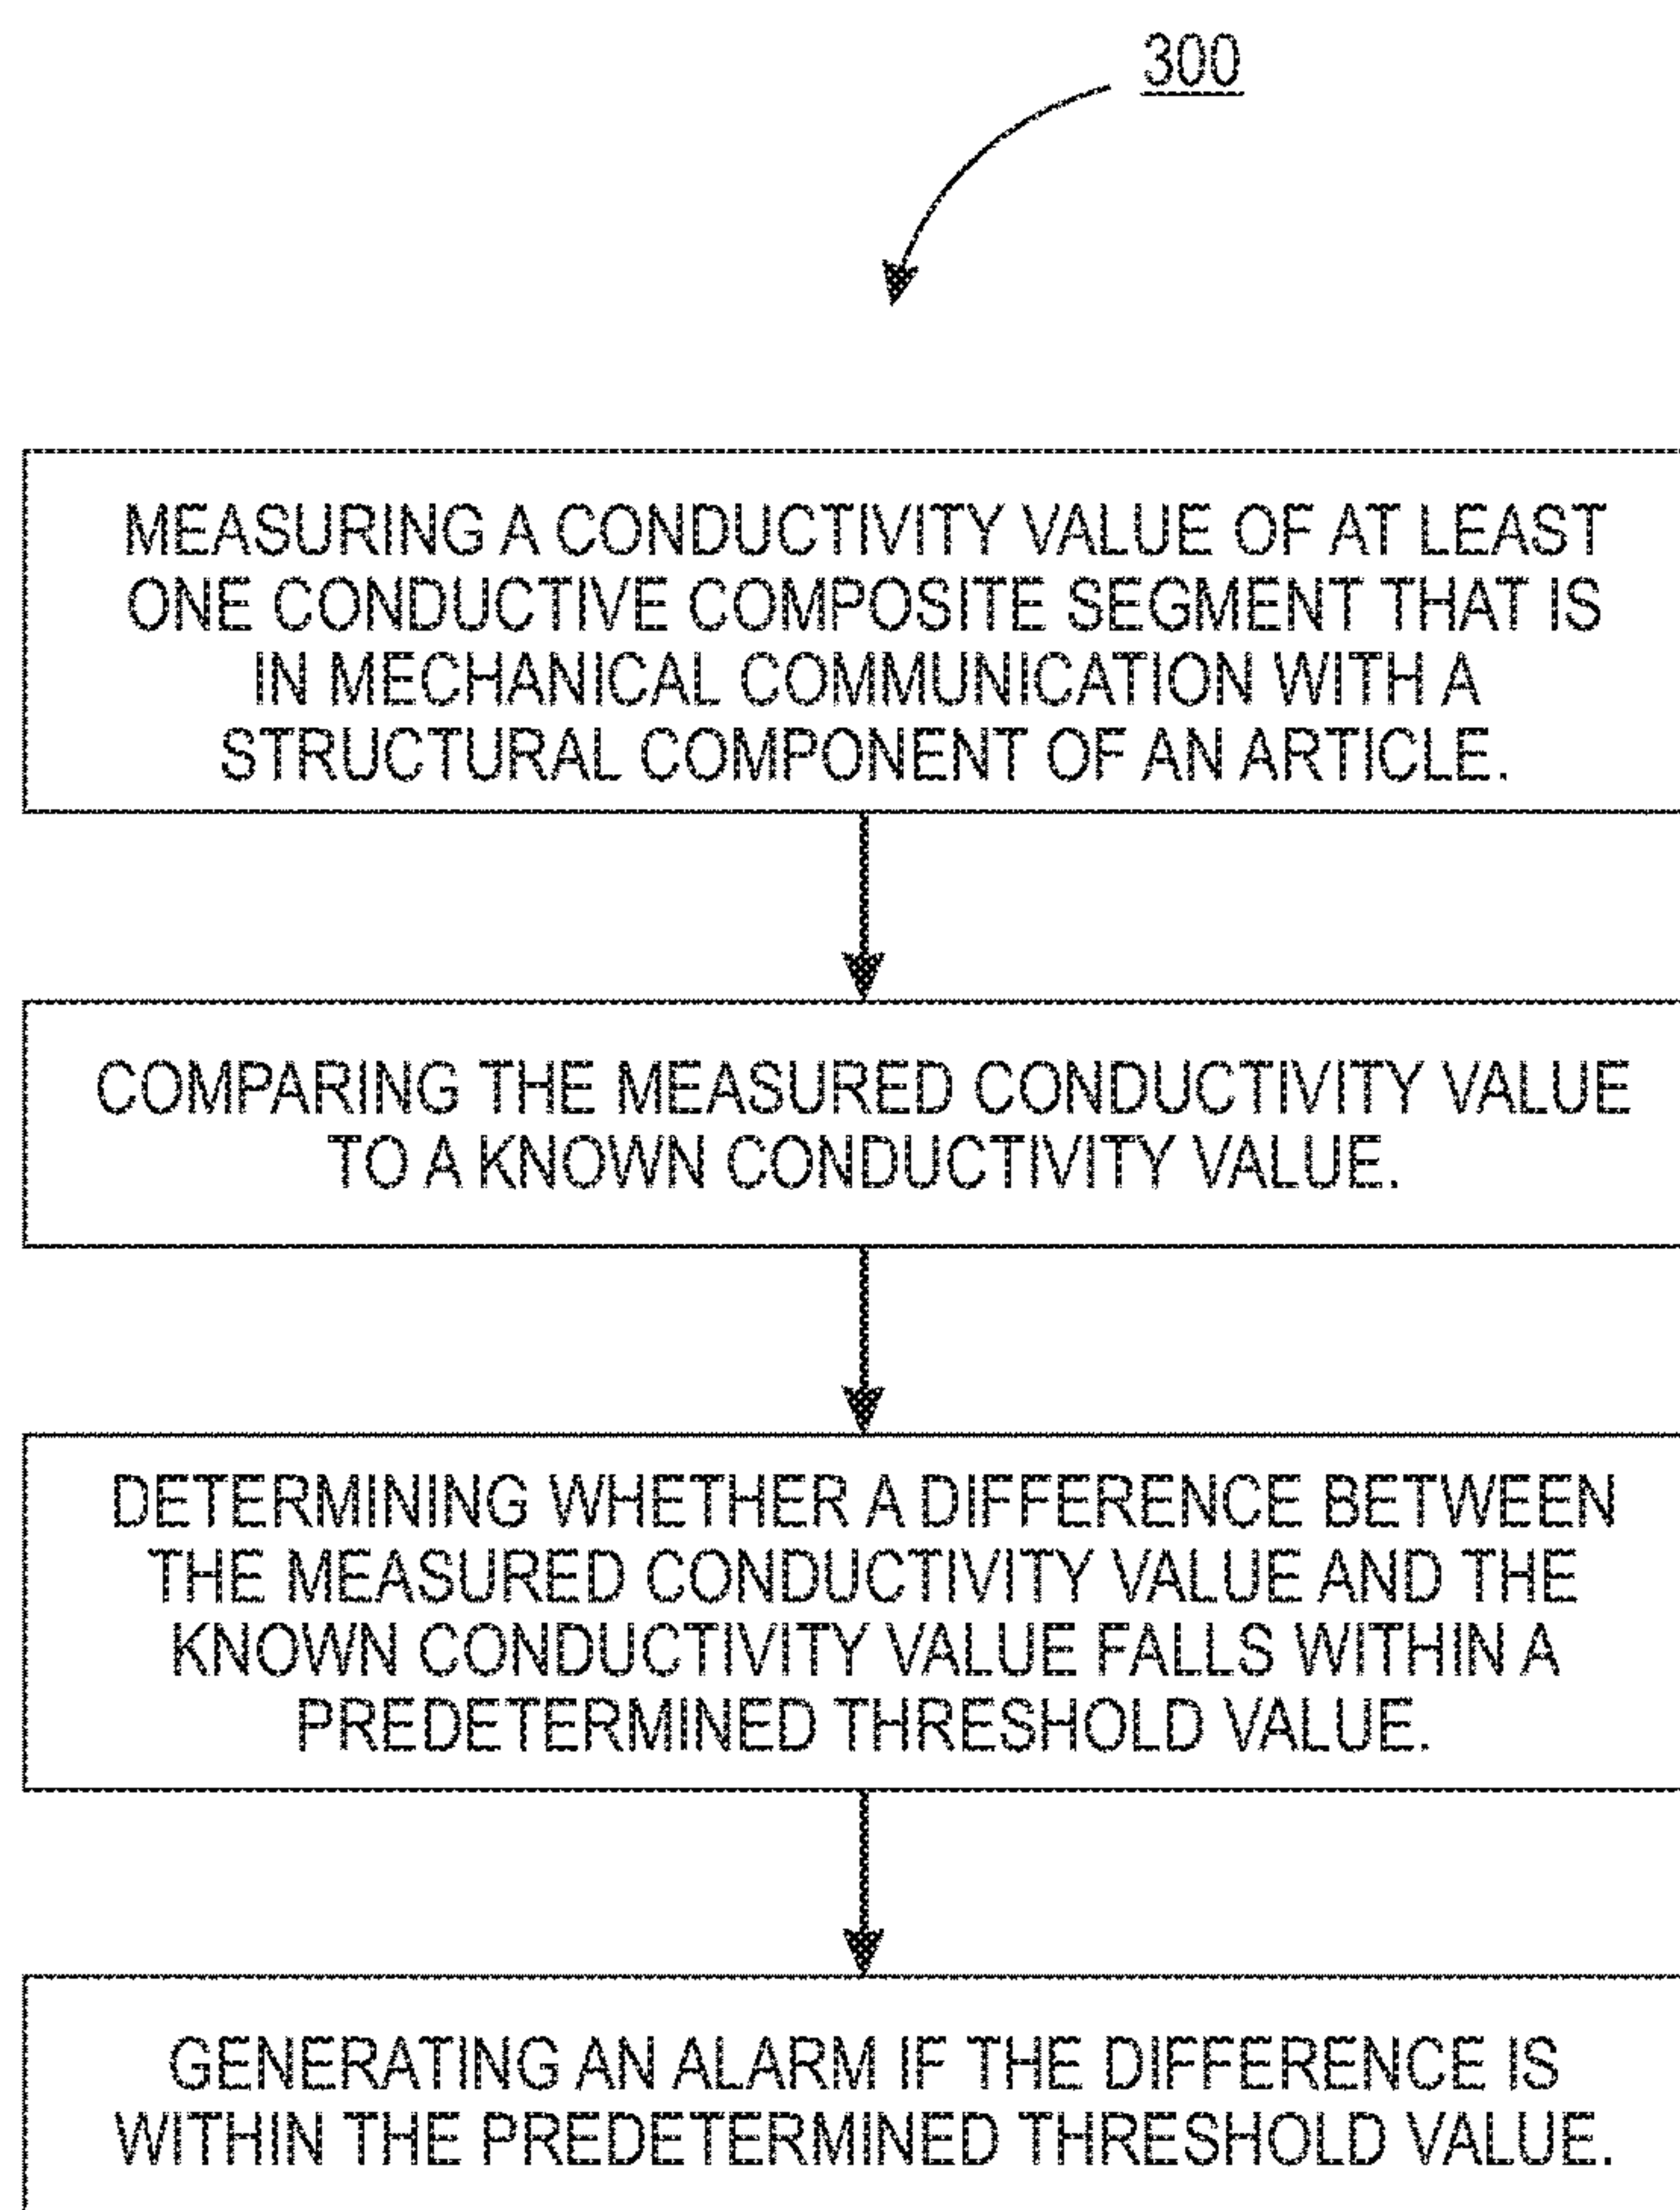 300
MEASURING A CONDUCTIVITY VALUE OF AT LEAST
ONE CONDUCTIVE COMPOSITE SEGMENT THAT IS
IN MECHANICAL COMMUNICATION WITH A
STRUCTURAL COMPONENT OF AN ARTICLE.
COMPARING THE MEASURED CONDUCTIVITY VALUE
TO A KNOWN CONDUCTIVITY VALUE.
DETERMINING WHETHER A DIFFERENCE BETWEEN
THE MEASURED CONDUCTIVITY VALUE AND THE
KNOWN CONDUCTIVITY VALUE FALLS WITHIN A
PREDETERMINED THRESHOLD VALUE.
GENERATING AN ALARM IF THE DIFFERENCE IS
WITHIN THE PREDETERMINED THRESHOLD VALUE.